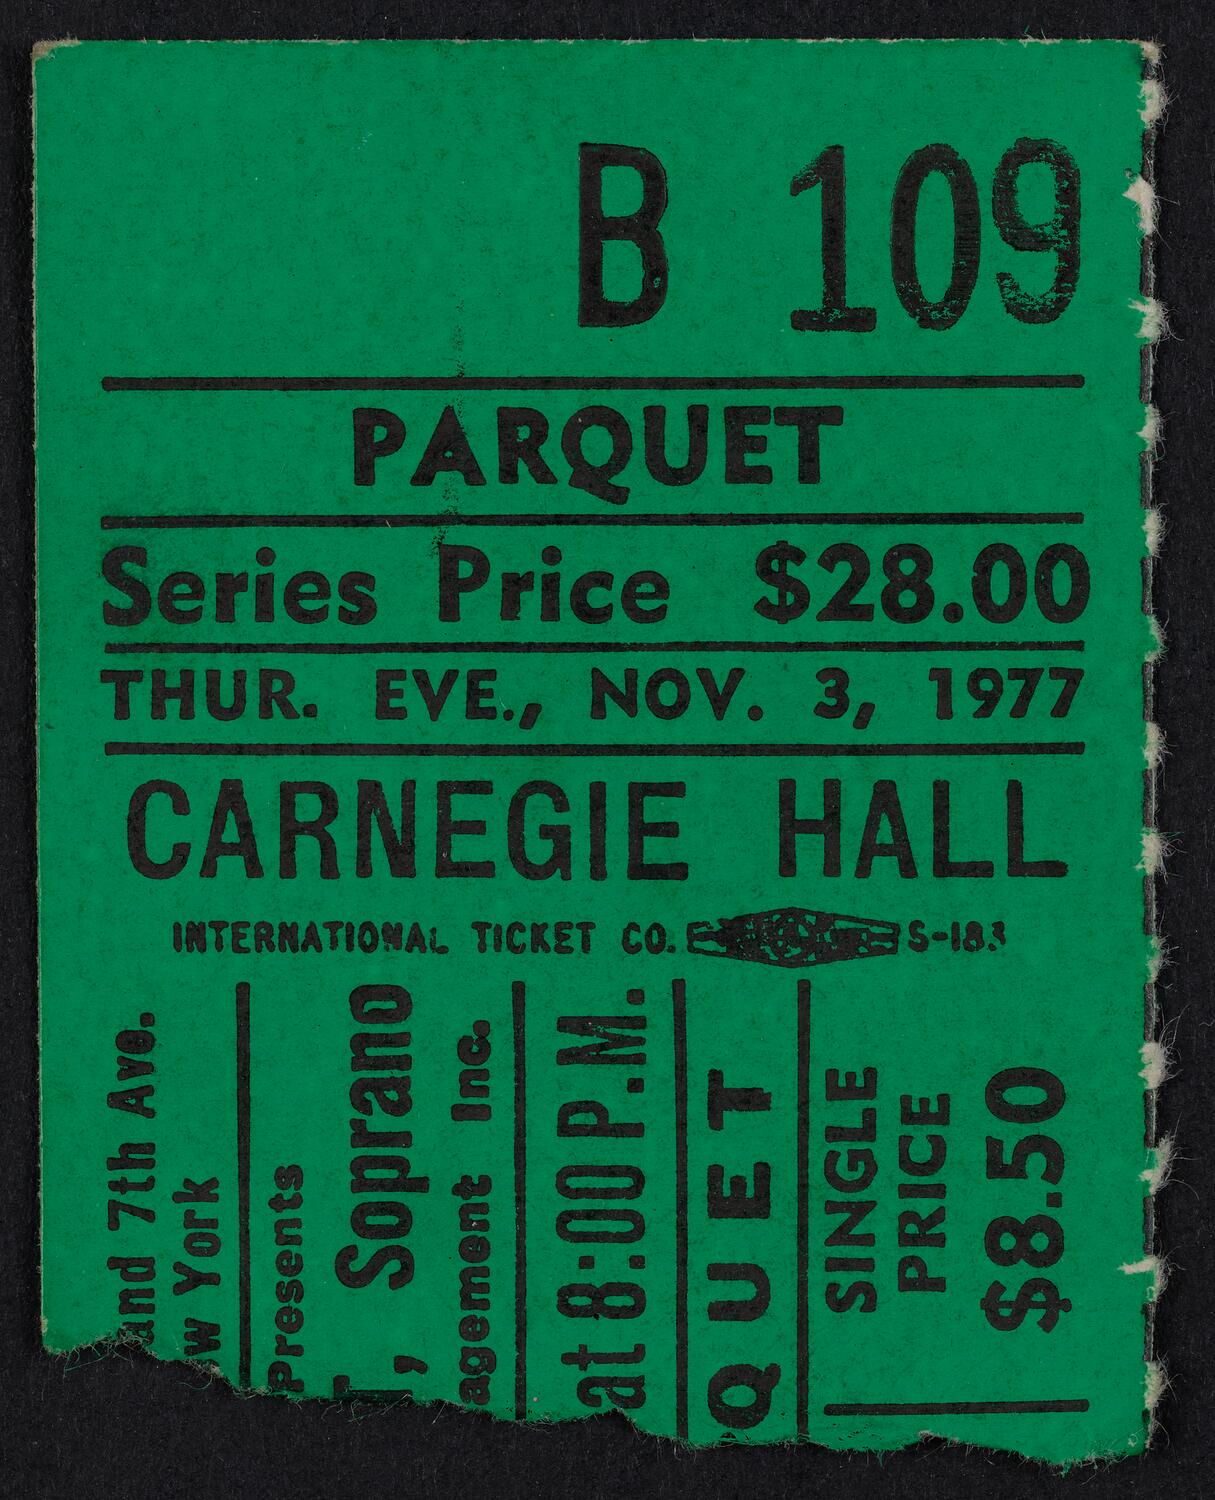 B 109
PARQUET
Series Price $28.00
THUR. EVE., NOV. 3, 1977
CARNEGIE HALL
INTERNATIONAL TICKET CO. S-183
and 7th Ave.
w York
Presents
, Soprano
agement Inc.
at 8:00 P.M.
QUET
SINGLE
PRICE
$8.50